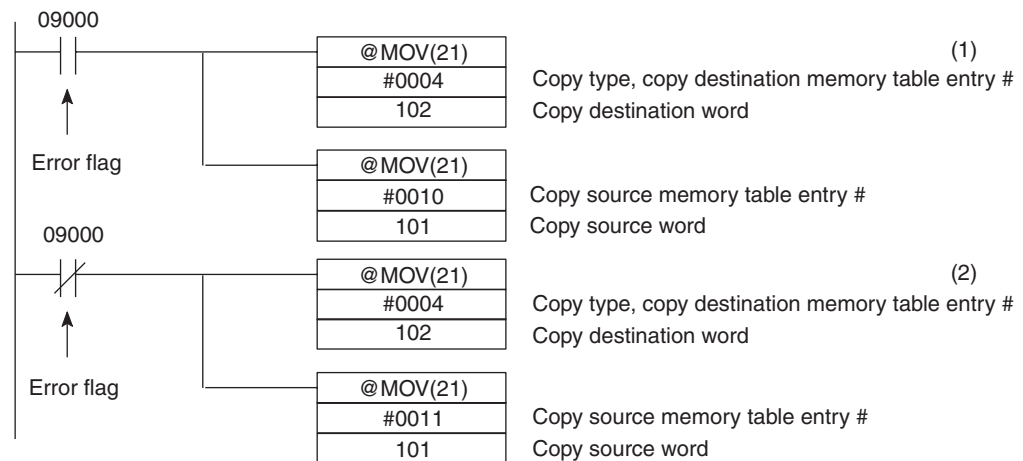 09000
@MOV(21) (1)
#0004 Copy type, copy destination memory table entry #
102 Copy destination word
Error flag
@MOV(21)
#0010 Copy source memory table entry #
101 Copy source word
09000
@MOV(21) (2)
#0004 Copy type, copy destination memory table entry #
102 Copy destination word
Error flag
@MOV(21)
#0011 Copy source memory table entry #
101 Copy source word